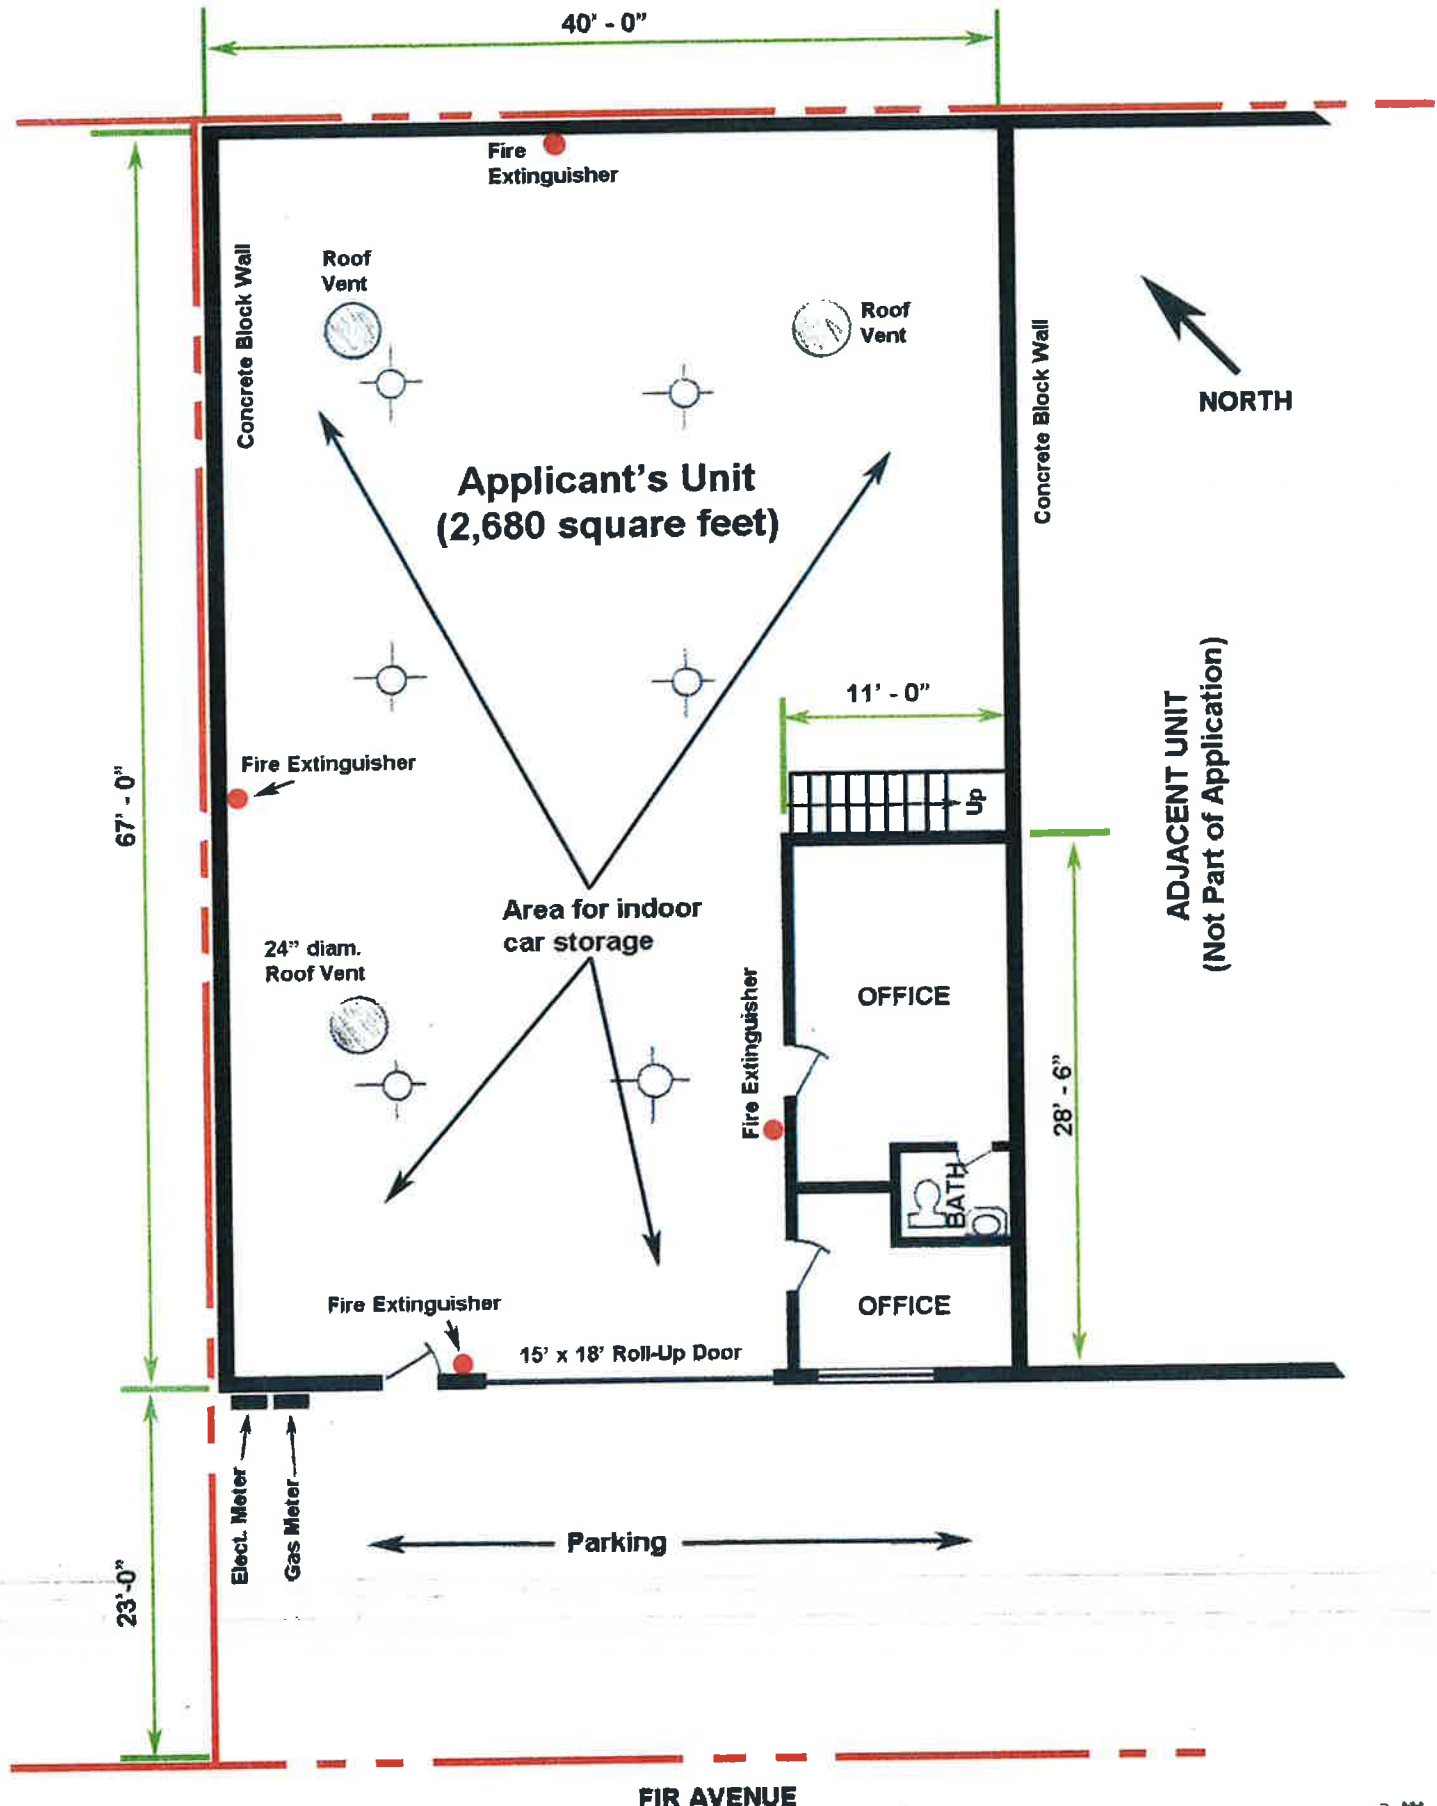 40' - 0"
Fire
Extinguisher
Concrete Block Wall
Roof
Vent
Roof
Vent
Concrete Block Wall
NORTH
Applicant's Unit
(2,680 square feet)
67' - 0"
11' - 0"
Up
Fire Extinguisher
ADJACENT UNIT
(Not Part of Application)
Area for indoor
car storage
24" diam.
Roof Vent
Fire Extinguisher
OFFICE
28' - 6"
BATH
OFFICE
Fire Extinguisher
15' x 18' Roll-Up Door
Elect. Meter
Gas Meter
Parking
23'-0"
FIR AVENUE